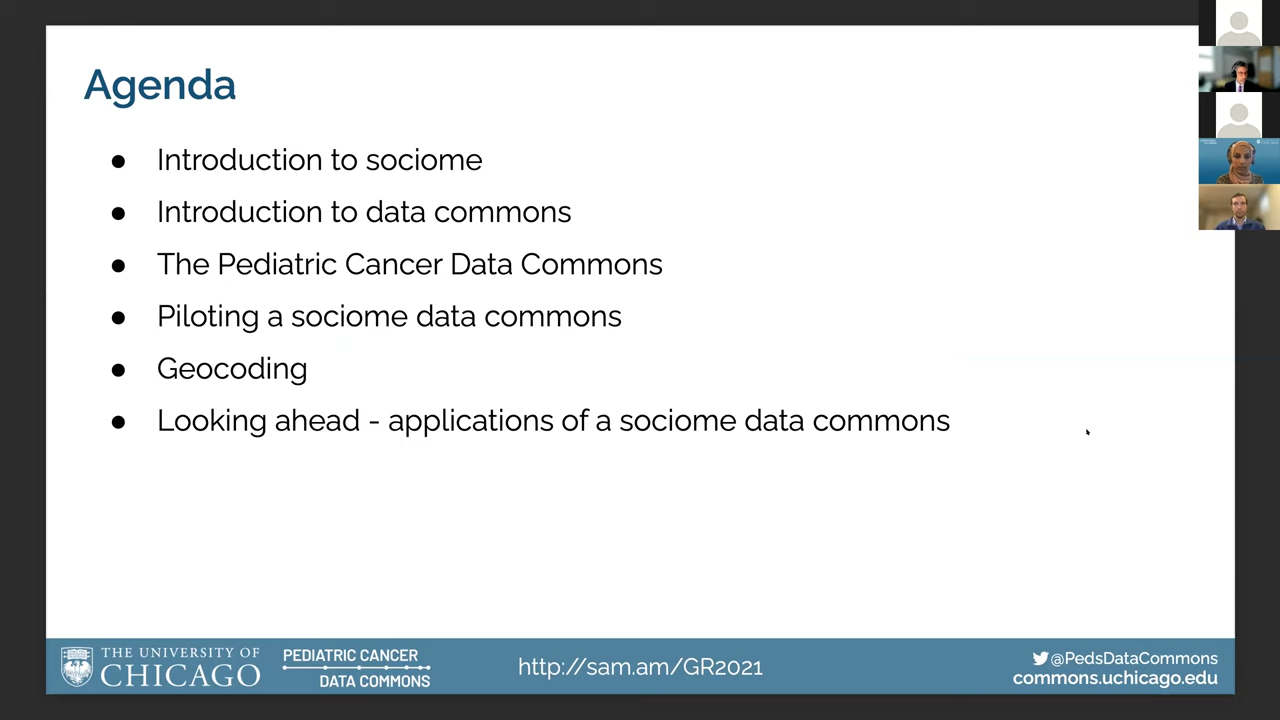 Agenda
● Introduction to sociome
● Introduction to data commons
● The Pediatric Cancer Data Commons
● Piloting a sociome data commons
● Geocoding
● Looking ahead - applications of a sociome data commons
THE UNIVERSITY OF
CHICAGO
PEDIATRIC CANCER
DATA COMMONS
http://sam.am/GR2021
@PedsDataCommons
commons.uchicago.edu